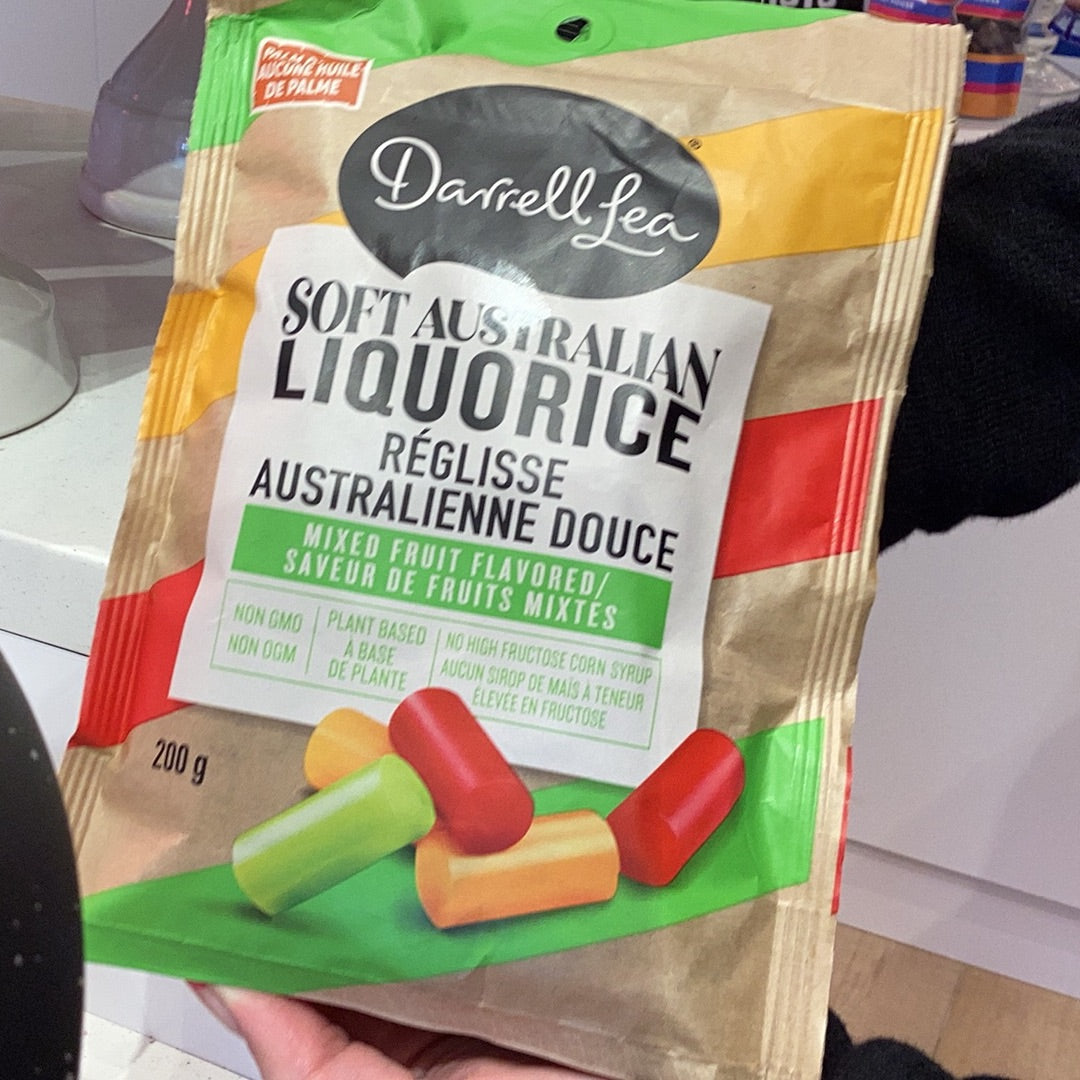 PALM
AUCUNE HUILE
DE PALME
Darrell Lea®
SOFT AUSTRALIAN
LIQUORICE
RÉGLISSE
AUSTRALIENNE DOUCE
MIXED FRUIT FLAVORED/
SAVEUR DE FRUITS MIXTES
NON GMO
NON OGM
PLANT BASED
À BASE
DE PLANTE
NO HIGH FRUCTOSE CORN SYRUP
AUCUN SIROP DE MAÏS À TENEUR
ÉLEVÉE EN FRUCTOSE
200 g